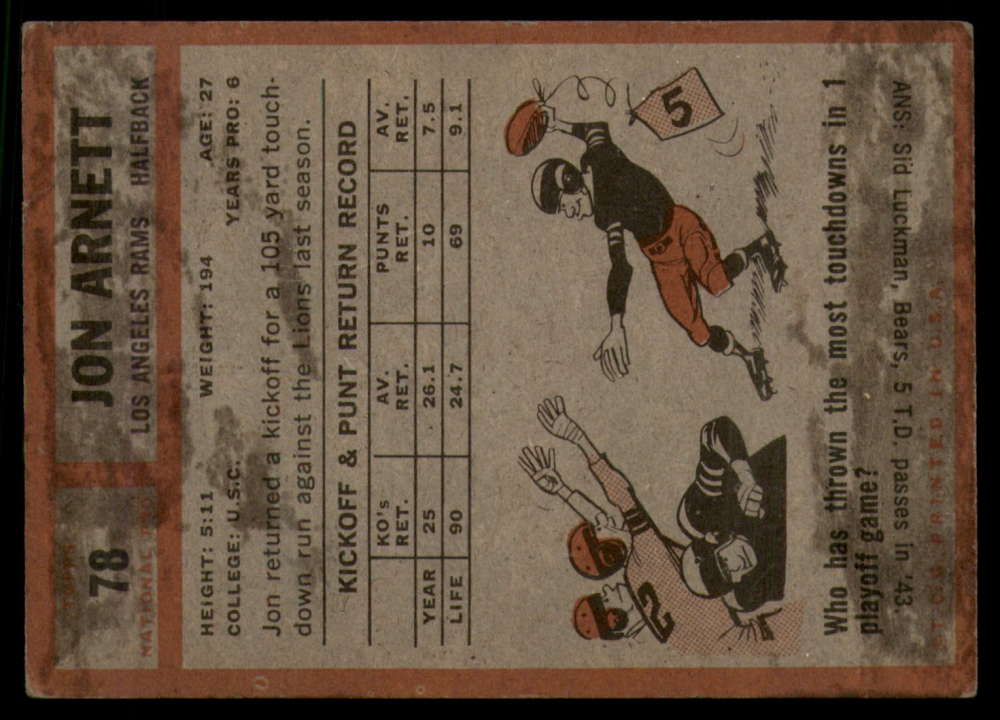 78
NATIONAL
JON ARNETT
LOS ANGELES RAMS HALFBACK
HEIGHT: 5:11 WEIGHT: 194 AGE: 27
COLLEGE: U.S.C. YEARS PRO: 6
Jon returned a kickoff for a 105 yard touch-
down run against the Lions last season.
KICKOFF & PUNT RETURN RECORD
KO's RET. AV. RET. PUNTS RET. AV. RET.
YEAR 25 26.1 10 7.5
LIFE 90 24.7 69 9.1
5
2
Who has thrown the most touchdowns in 1
playoff game?
ANS: Sid Luckman, Bears, 5 T.D. passes in '43.
PRINTED IN U.S.A.